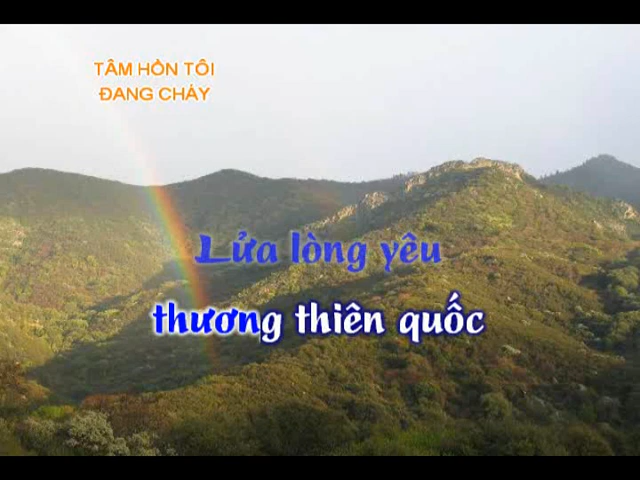 TÂM HỒN TÔI
ĐANG CHÁY
Lửa lòng yêu
thương thiên quốc